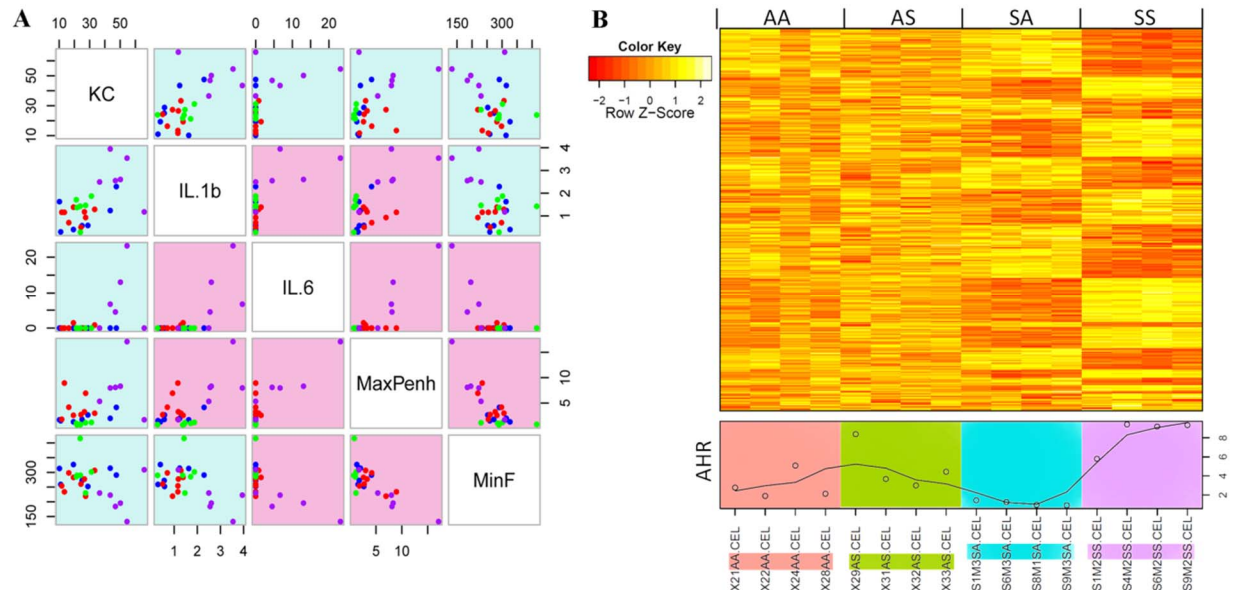 A
10 30 50
0 10 20
150 300
KC
10 30 50
IL.1b
1 2 3 4
0 10 20
IL.6
MaxPenh
5 10
150 300
MinF
1 2 3 4
5 10
B
AA AS SA SS
Color Key
-2 -1 0 1 2
Row Z-Score
AHR
2 4 6 8
X21AA.CEL
X22AA.CEL
X24AA.CEL
X28AA.CEL
X29AS.CEL
X31AS.CEL
X32AS.CEL
X33AS.CEL
S1M3SA.CEL
S6M3SA.CEL
S8M1SA.CEL
S9M3SA.CEL
S1M2SS.CEL
S4M2SS.CEL
S6M2SS.CEL
S9M2SS.CEL